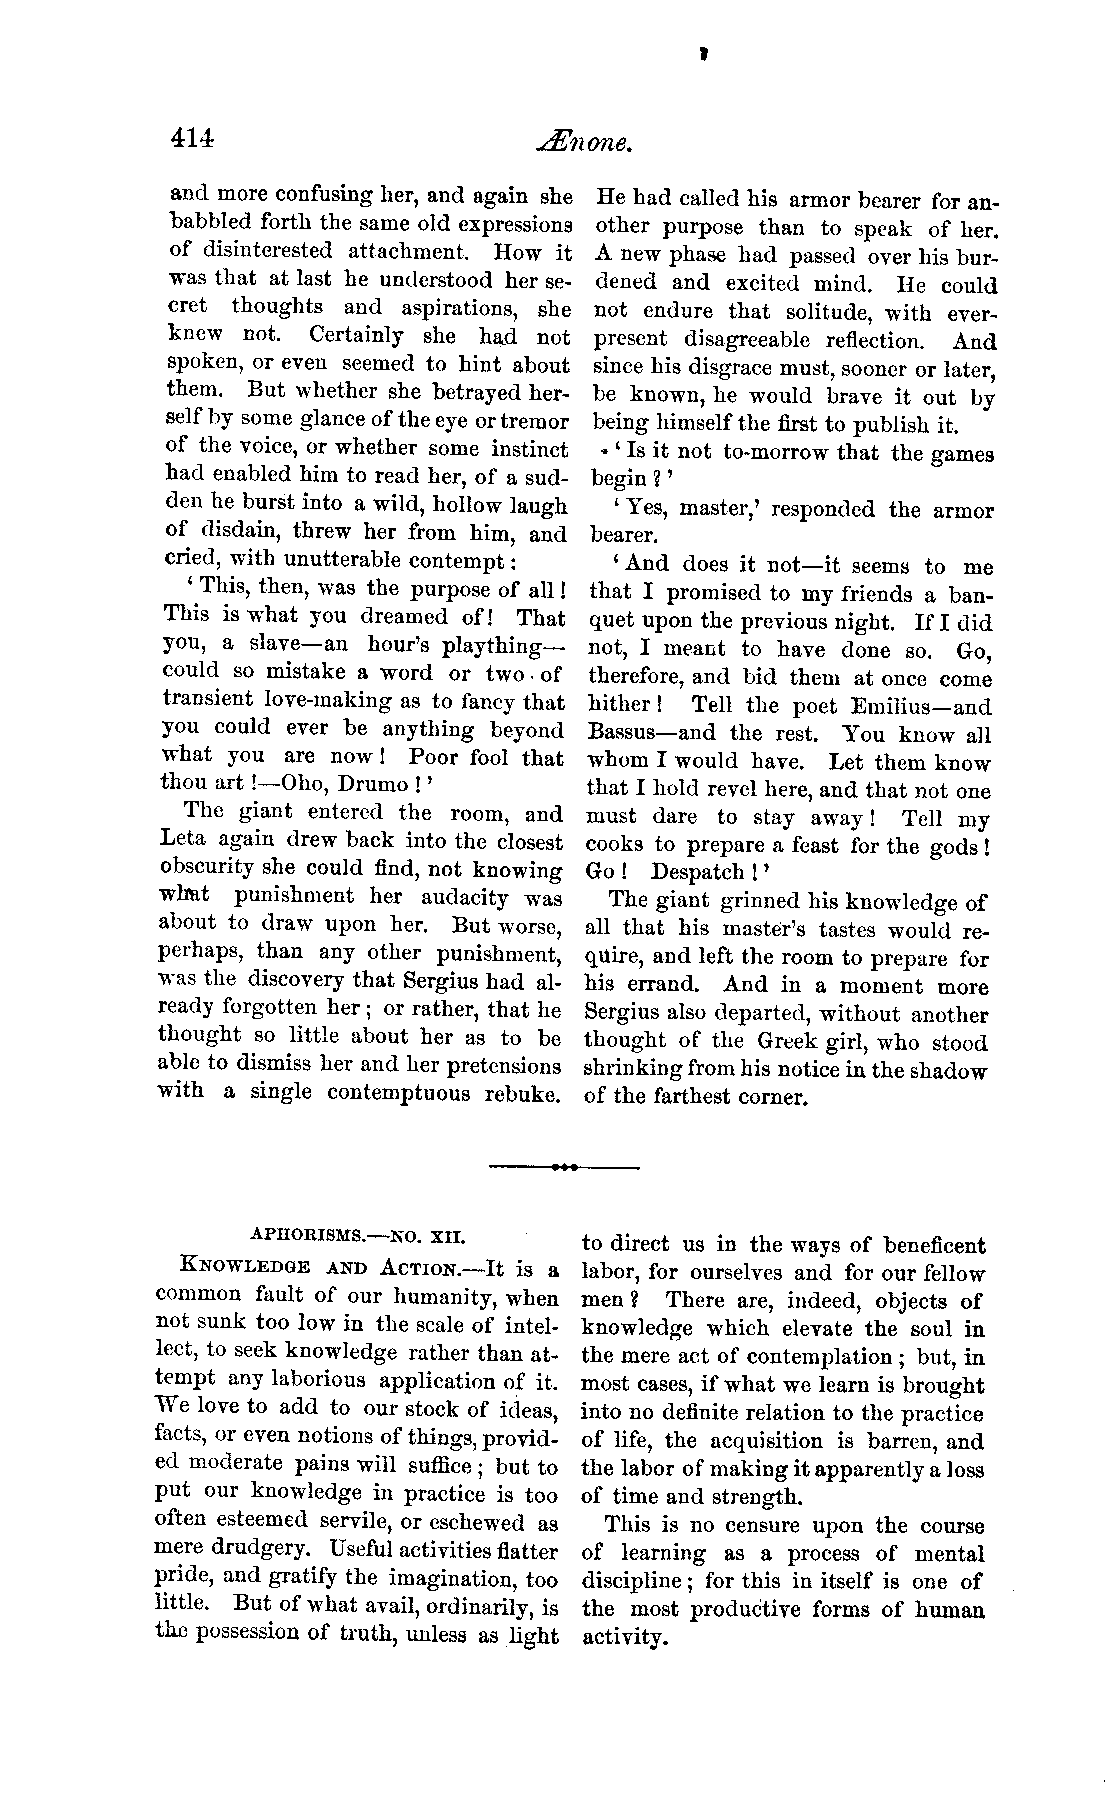 414
Ænone.
and more confusing her, and again she
babbled forth the same old expressions
of disinterested attachment. How it
was that at last he understood her se-
cret thoughts and aspirations, she
knew not. Certainly she had not
spoken, or even seemed to hint about
them. But whether she betrayed her-
self by some glance of the eye or tremor
of the voice, or whether some instinct
had enabled him to read her, of a sud-
den he burst into a wild, hollow laugh
of disdain, threw her from him, and
cried, with unutterable contempt:
'This, then, was the purpose of all!
This is what you dreamed of! That
you, a slave—an hour's plaything—
could so mistake a word or two of
transient love-making as to fancy that
you could ever be anything beyond
what you are now! Poor fool that
thou art!—Oho, Drumo!'
The giant entered the room, and
Leta again drew back into the closest
obscurity she could find, not knowing
what punishment her audacity was
about to draw upon her. But worse,
perhaps, than any other punishment,
was the discovery that Sergius had al-
ready forgotten her; or rather, that he
thought so little about her as to be
able to dismiss her and her pretensions
with a single contemptuous rebuke.
He had called his armor bearer for an-
other purpose than to speak of her.
A new phase had passed over his bur-
dened and excited mind. He could
not endure that solitude, with ever-
present disagreeable reflection. And
since his disgrace must, sooner or later,
be known, he would brave it out by
being himself the first to publish it.
'Is it not to-morrow that the games
begin?'
'Yes, master,' responded the armor
bearer.
'And does it not—it seems to me
that I promised to my friends a ban-
quet upon the previous night. If I did
not, I meant to have done so. Go,
therefore, and bid them at once come
hither! Tell the poet Emilius—and
Bassus—and the rest. You know all
whom I would have. Let them know
that I hold revel here, and that not one
must dare to stay away! Tell my
cooks to prepare a feast for the gods!
Go! Despatch!'
The giant grinned his knowledge of
all that his master's tastes would re-
quire, and left the room to prepare for
his errand. And in a moment more
Sergius also departed, without another
thought of the Greek girl, who stood
shrinking from his notice in the shadow
of the farthest corner.
APHORISMS.—NO. XII.
KNOWLEDGE AND ACTION.—It is a
common fault of our humanity, when
not sunk too low in the scale of intel-
lect, to seek knowledge rather than at-
tempt any laborious application of it.
We love to add to our stock of ideas,
facts, or even notions of things, provid-
ed moderate pains will suffice; but to
put our knowledge in practice is too
often esteemed servile, or eschewed as
mere drudgery. Useful activities flatter
pride, and gratify the imagination, too
little. But of what avail, ordinarily, is
the possession of truth, unless as light
to direct us in the ways of beneficent
labor, for ourselves and for our fellow
men? There are, indeed, objects of
knowledge which elevate the soul in
the mere act of contemplation; but, in
most cases, if what we learn is brought
into no definite relation to the practice
of life, the acquisition is barren, and
the labor of making it apparently a loss
of time and strength.
This is no censure upon the course
of learning as a process of mental
discipline; for this in itself is one of
the most productive forms of human
activity.